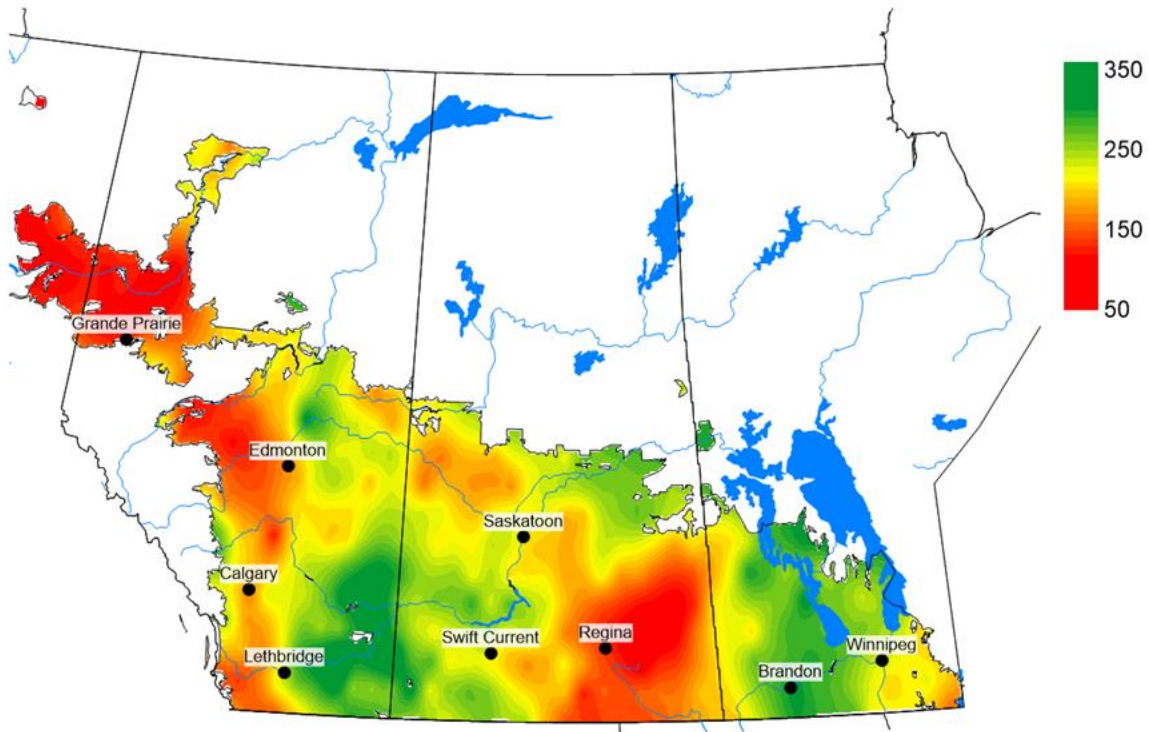 350
250
150
50
Grande Prairie
Edmonton
Saskatoon
Calgary
Swift Current
Regina
Lethbridge
Winnipeg
Brandon